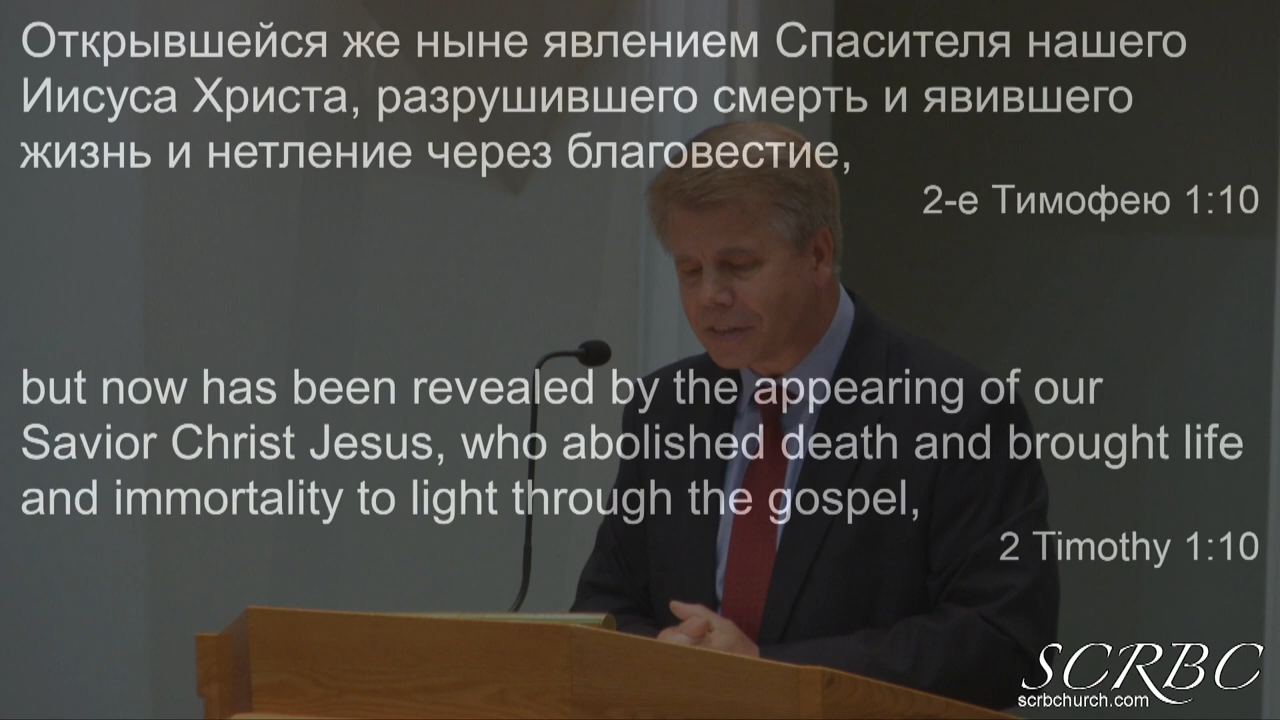 Открывшейся же ныне явлением Спасителя нашего
Иисуса Христа, разрушившего смерть и явившего
жизнь и нетление через благовестие,
2-е Тимофею 1:10
but now has been revealed by the appearing of our
Savior Christ Jesus, who abolished death and brought life
and immortality to light through the gospel,
2 Timothy 1:10
SCRBC
scrbchurch.com